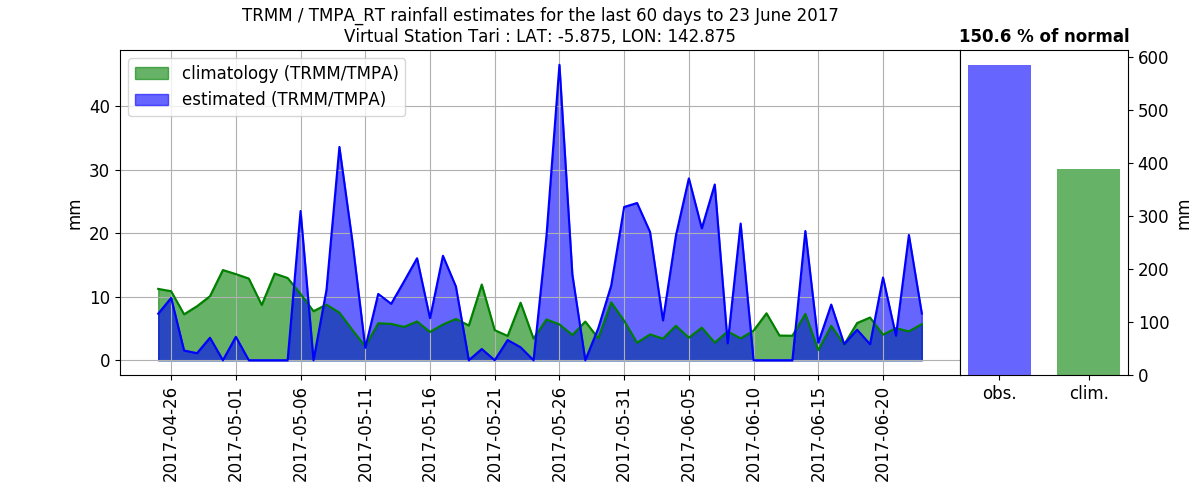 TRMM / TMPA_RT rainfall estimates for the last 60 days to 23 June 2017
Virtual Station Tari : LAT: -5.875, LON: 142.875
150.6 % of normal
climatology (TRMM/TMPA)
estimated (TRMM/TMPA)
mm
40
30
20
10
0
2017-04-26
2017-05-01
2017-05-06
2017-05-11
2017-05-16
2017-05-21
2017-05-26
2017-05-31
2017-06-05
2017-06-10
2017-06-15
2017-06-20
600
500
400
300
200
100
0
mm
obs.
clim.